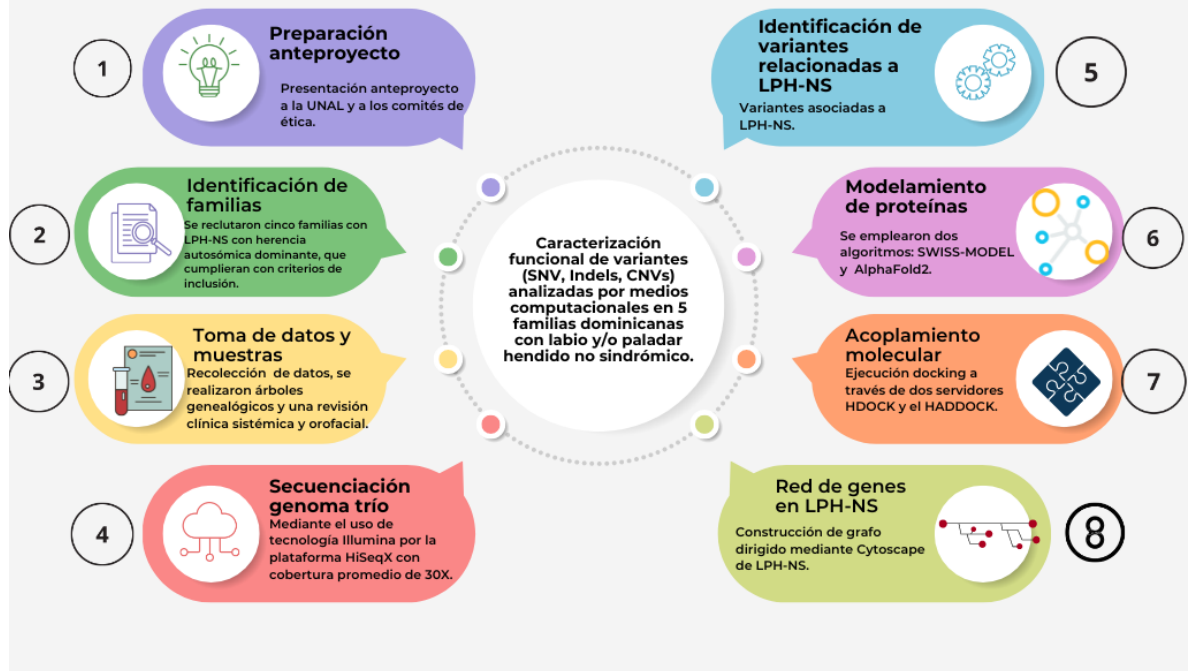 1
Preparación
anteproyecto
Presentación anteproyecto
a la UNAL y a los comités de
ética.
2
Identificación de
familias
Se reclutaron cinco familias con
LPH-NS con herencia
autosómica dominante, que
cumplieran con criterios de
inclusión.
3
Toma de datos y
muestras
Recolección de datos, se
realizaron árboles
genealógicos y una revisión
clínica sistémica y orofacial.
4
Secuenciación
genoma trío
Mediante el uso de
tecnología Illumina por la
plataforma HiSeqX con
cobertura promedio de 30X.
Caracterización
funcional de variantes
(SNV, Indels, CNVs)
analizadas por medios
computacionales en 5
familias dominicanas
con labio y/o paladar
hendido no sindrómico.
Identificación de
variantes
relacionadas a
LPH-NS
Variantes asociadas a
LPH-NS.
5
Modelamiento
de proteínas
Se emplearon dos
algoritmos: SWISS-MODEL
y AlphaFold2.
6
Acoplamiento
molecular
Ejecución docking a
través de dos servidores
HDOCK y el HADDOCK.
7
Red de genes
en LPH-NS
Construcción de grafo
dirigido mediante Cytoscape
de LPH-NS.
8